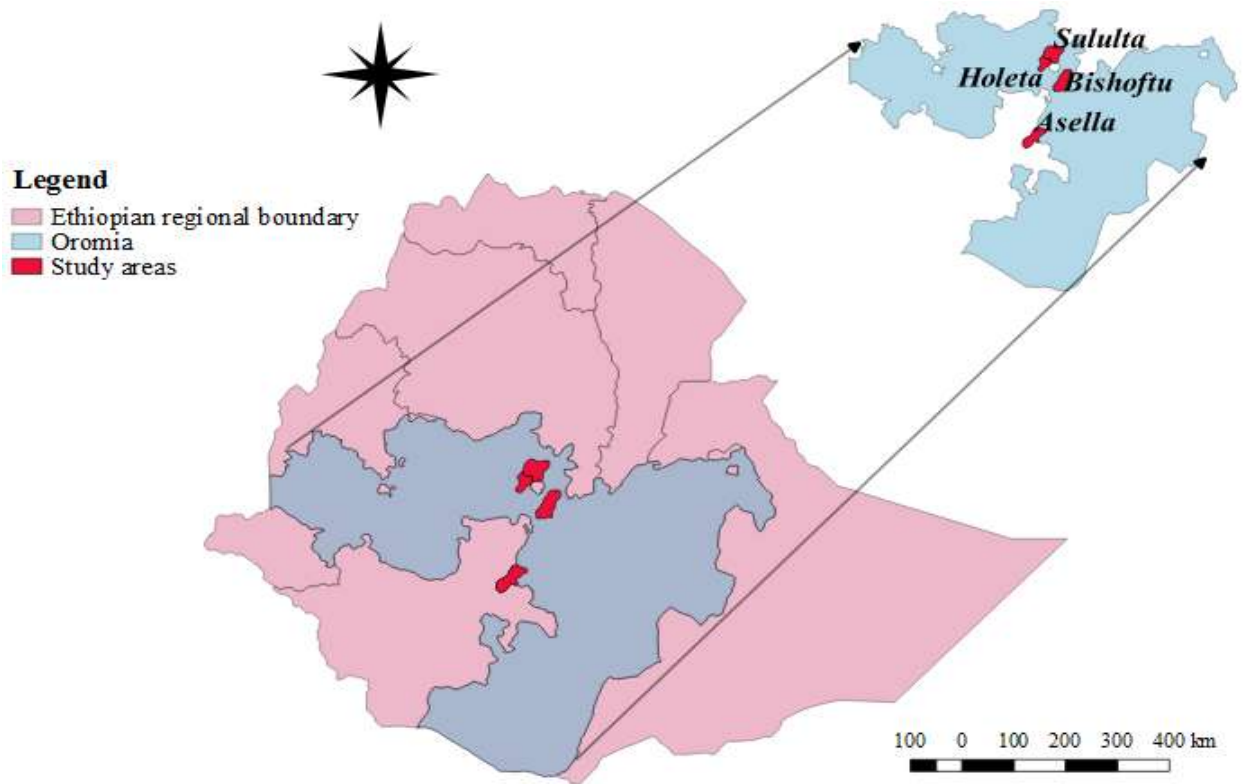 Sululta
Holeta
Bishoftu
Asella
Legend
Ethiopian regional boundary
Oromia
Study areas
100 0 100 200 300 400 km